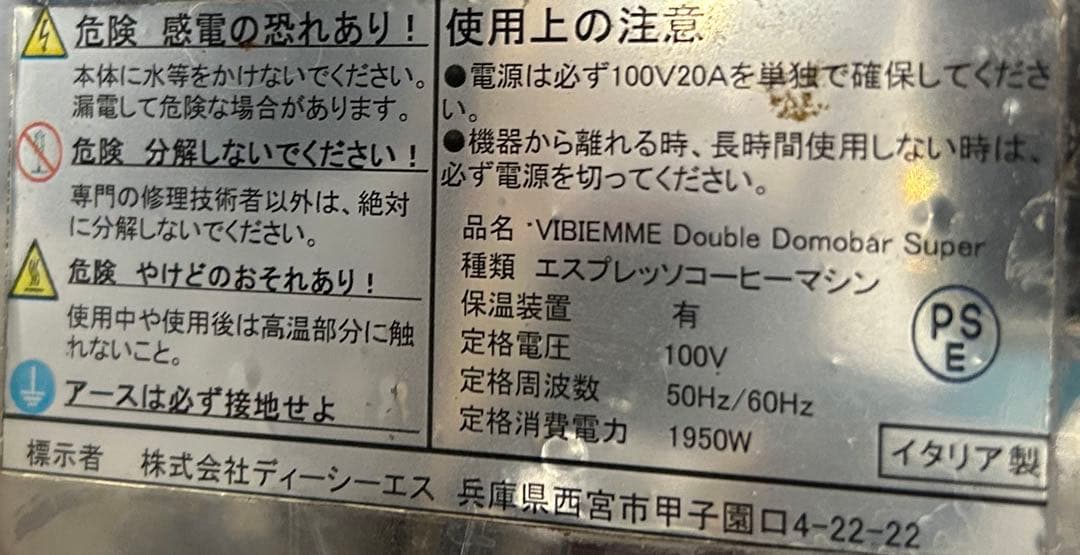 危険 感電の恐れあり!
本体に水等をかけないでください。
漏電して危険な場合があります。
危険 分解しないでください!
専門の修理技術者以外は、絶対
に分解しないでください。
危険 やけどのおそれあり!
使用中や使用後は高温部分に触
れないこと。
アースは必ず接地せよ
使用上の注意
●電源は必ず100V20Aを単独で確保してくださ
い。
●機器から離れる時、長時間使用しない時は、
必ず電源を切ってください。
品名・VIBIEMME Double Domobar Super
種類 エスプレッソコーヒーマシン
保温装置 有
定格電圧 100V
定格周波数 50Hz/60Hz
定格消費電力 1950W
PS
E
イタリア製
標示者 株式会社ディーシーエス 兵庫県西宮市甲子園口4-22-22